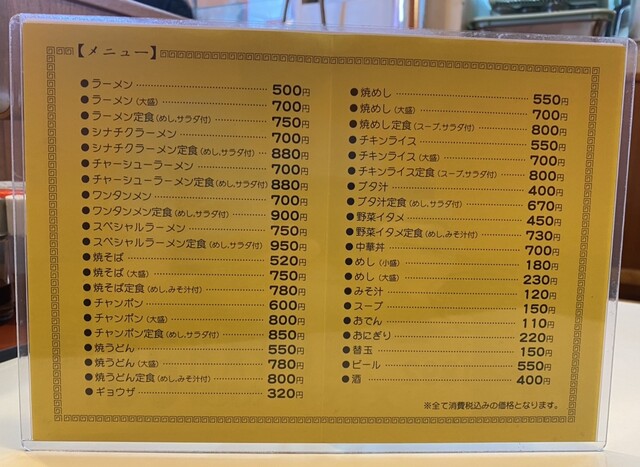 【メニュー】
●ラーメン 500円
●ラーメン(大盛) 700円
●ラーメン定食(めし,サラダ付) 750円
●シナチクラーメン 700円
●シナチクラーメン定食(めし,サラダ付) 880円
●チャーシューラーメン 700円
●チャーシューラーメン定食(めし,サラダ付) 880円
●ワンタンメン 700円
●ワンタンメン定食(めし,サラダ付) 900円
●スペシャルラーメン 750円
●スペシャルラーメン定食(めし,サラダ付) 950円
●焼そば 520円
●焼そば(大盛) 750円
●焼そば定食(めし,みそ汁付) 780円
●チャンポン 600円
●チャンポン(大盛) 800円
●チャンポン定食(めし,サラダ付) 850円
●焼うどん 550円
●焼うどん(大盛) 780円
●焼うどん定食(めし,みそ汁付) 800円
●ギョウザ 320円
●焼めし 550円
●焼めし(大盛) 700円
●焼めし定食(スープ,サラダ付) 800円
●チキンライス 550円
●チキンライス(大盛) 700円
●チキンライス定食(スープ,サラダ付) 800円
●ブタ汁 400円
●ブタ汁定食(めし,サラダ付) 670円
●野菜イタメ 450円
●野菜イタメ定食(めし,みそ汁付) 730円
●中華丼 700円
●めし(小盛) 180円
●めし(大盛) 230円
●みそ汁 120円
●スープ 150円
●おでん 110円
●おにぎり 220円
●替玉 150円
●ビール 550円
●酒 400円
※全て消費税込みの価格となります。